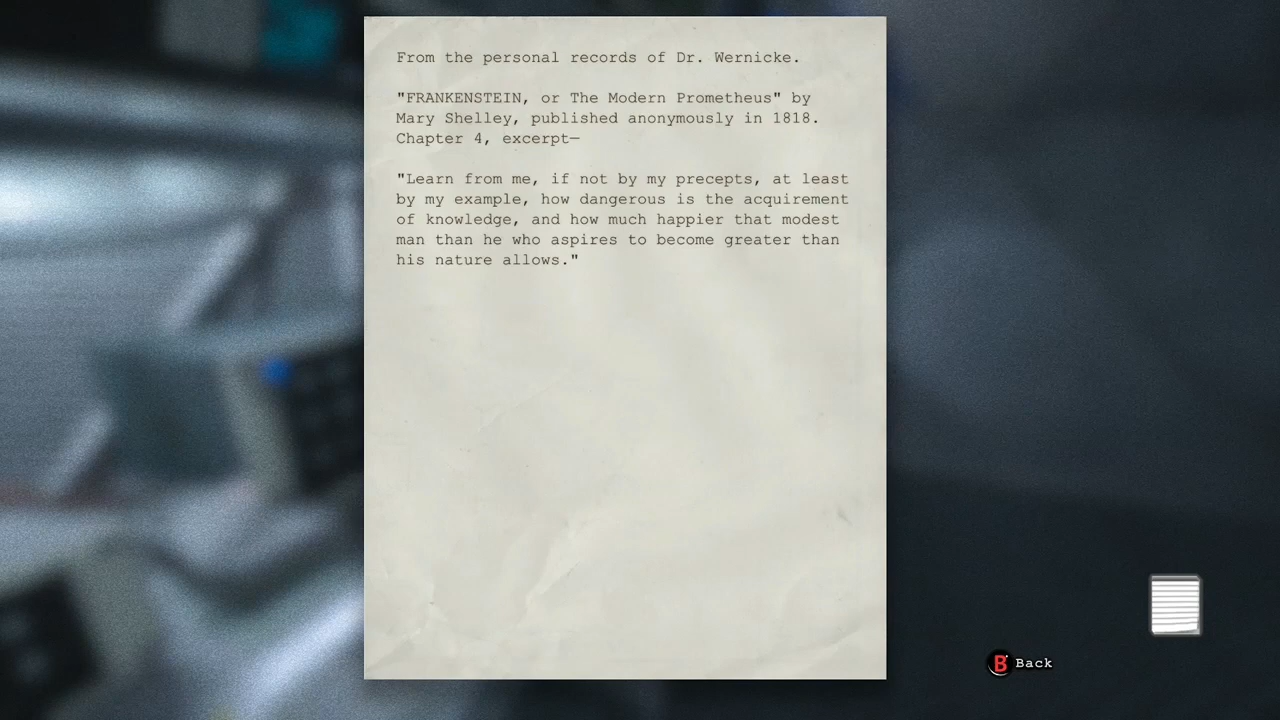 From the personal records of Dr. Wernicke.
"FRANKENSTEIN, or The Modern Prometheus" by
Mary Shelley, published anonymously in 1818.
Chapter 4, excerpt—
"Learn from me, if not by my precepts, at least
by my example, how dangerous is the acquirement
of knowledge, and how much happier that modest
man than he who aspires to become greater than
his nature allows."
B Back